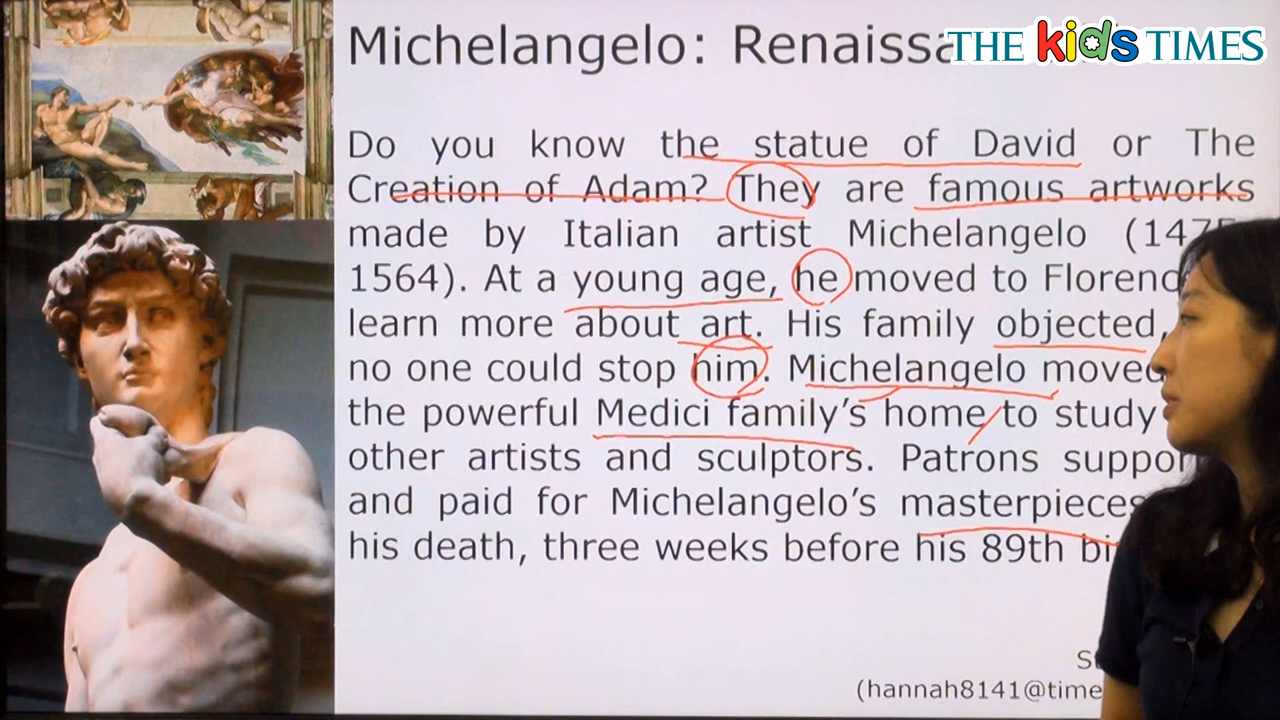 Michelangelo: Renaissa
THE kids TIMES
Do you know the statue of David or The
Creation of Adam? They are famous artworks
made by Italian artist Michelangelo (1475-
1564). At a young age, he moved to Florenc
learn more about art. His family objected,
no one could stop him. Michelangelo moved
the powerful Medici family's home to study
other artists and sculptors. Patrons suppor
and paid for Michelangelo's masterpieces
his death, three weeks before his 89th bi
(hannah8141@time